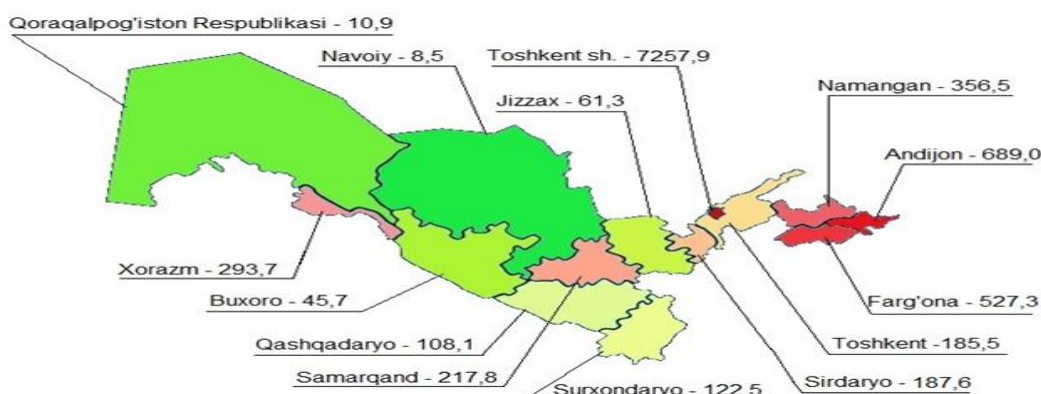 Qoraqalpog'iston Respublikasi - 10,9
Navoiy - 8,5
Toshkent sh. - 7257,9
Jizzax - 61,3
Namangan - 356,5
Andijon - 689,0
Xorazm - 293,7
Buxoro - 45,7
Farg'ona - 527,3
Qashqadaryo - 108,1
Toshkent -185,5
Samarqand - 217,8
Sirdaryo - 187,6
Surxondaryo - 122,5